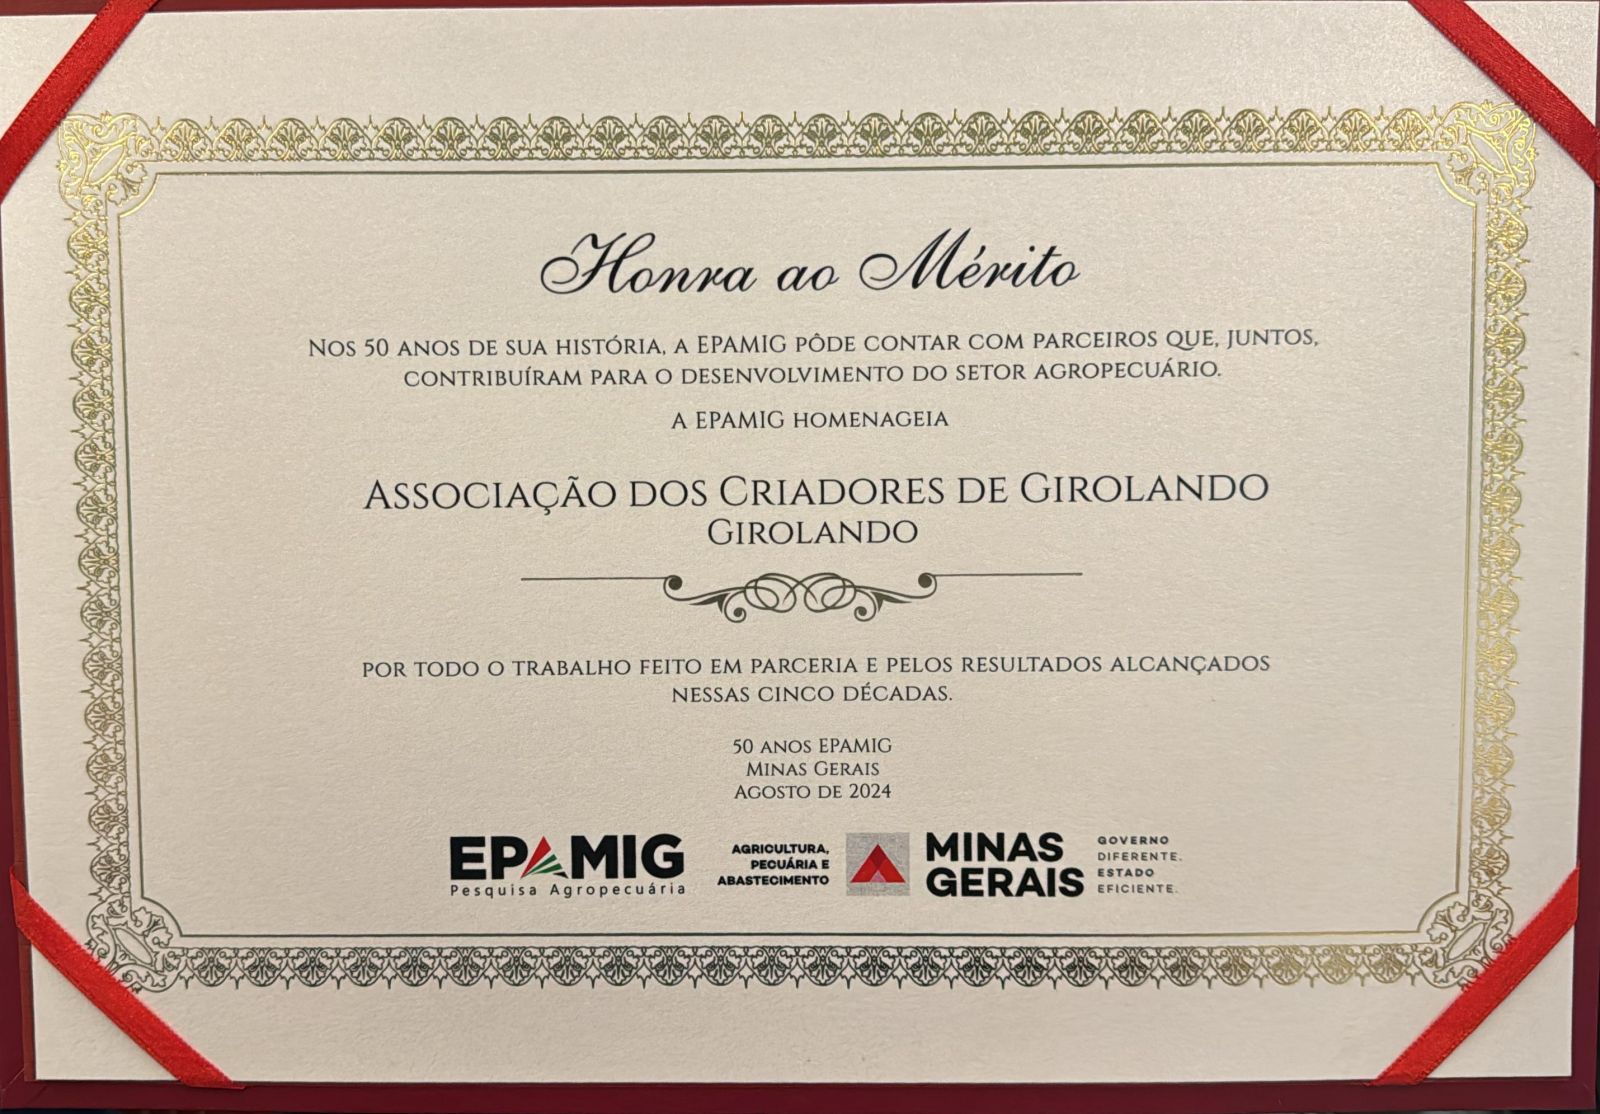 Honra ao Mérito
Nos 50 anos de sua história, a EPAMIG pôde contar com parceiros que, juntos,
contribuíram para o desenvolvimento do setor agropecuário.
A EPAMIG homenageia
Associação dos Criadores de Girolando
Girolando
por todo o trabalho feito em parceria e pelos resultados alcançados
nessas cinco décadas.
50 anos EPAMIG
Minas Gerais
Agosto de 2024
EPAMIG
Pesquisa Agropecuária
AGRICULTURA,
PECUÁRIA E
ABASTECIMENTO
MINAS
GERAIS
GOVERNO
DIFERENTE.
ESTADO
EFICIENTE.